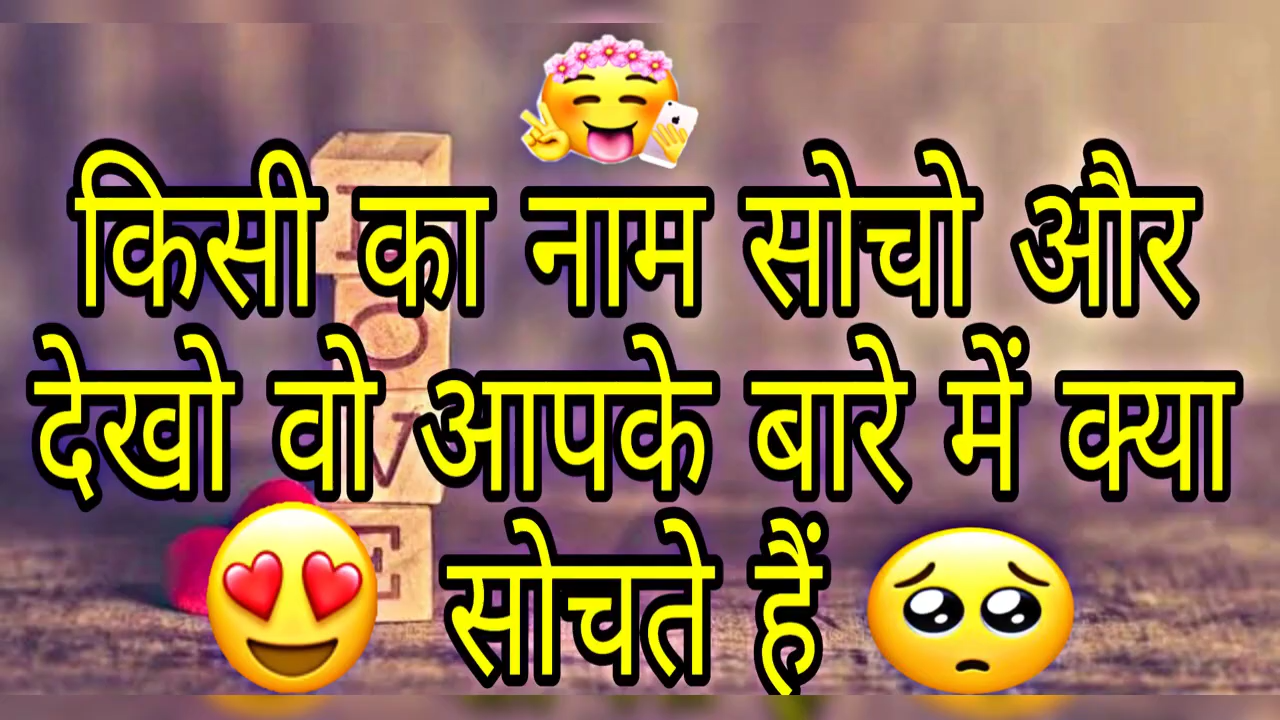 किसी का नाम सोचो और
देखो वो आपके बारे में क्या
सोचते हैं
L
O
V
E